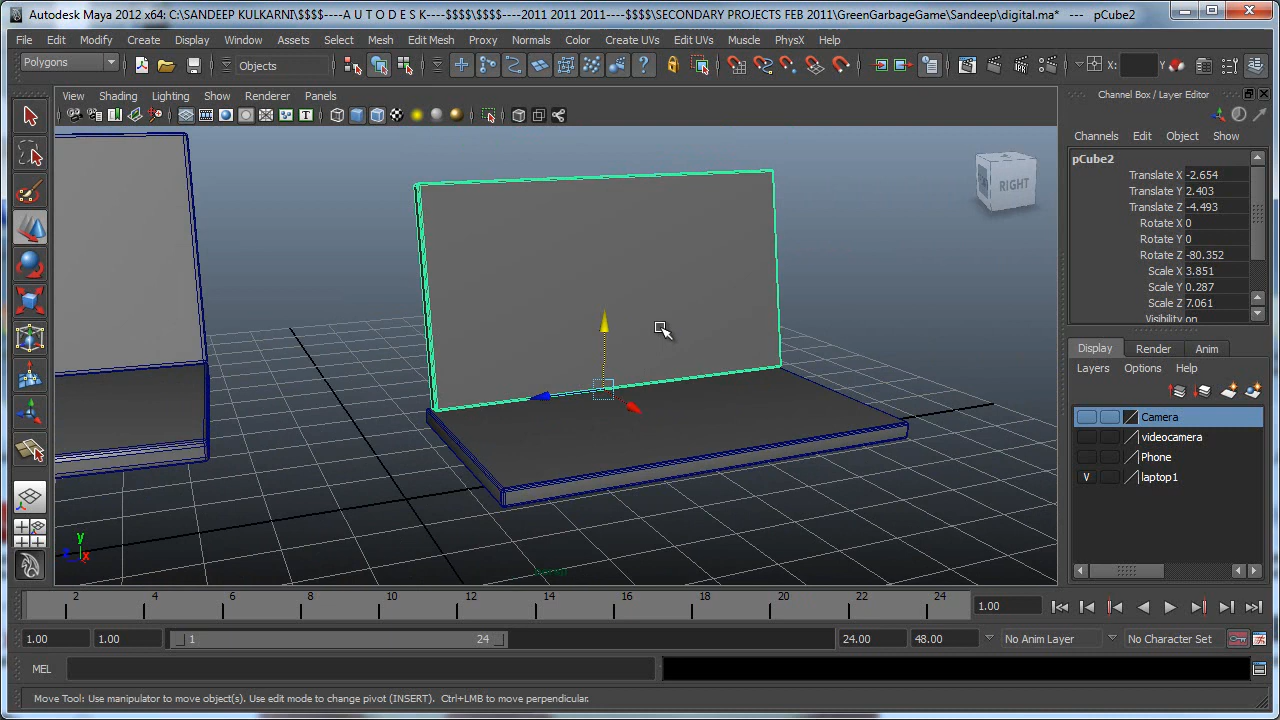 Autodesk Maya 2012 x64: C:\SANDEEP KULKARNI\$$$$----A U T O D E S K----$$$$\$$$$----2011 2011 2011----$$$$\SECONDARY PROJECTS FEB 2011\GreenGarbageGame\Sandeep\digital.ma* --- pCube2
File Edit Modify Create Display Window Assets Select Mesh Edit Mesh Proxy Normals Color Create UVs Edit UVs Muscle PhysX Help
Polygons Objects X: Y
View Shading Lighting Show Renderer Panels
Channel Box / Layer Editor
Channels Edit Object Show
pCube2
Translate X -2.654
Translate Y 2.403
Translate Z -4.493
Rotate X 0
Rotate Y 0
Rotate Z -80.352
Scale X 3.851
Scale Y 0.287
Scale Z 7.061
Visibility on
RIGHT
Display Render Anim
Layers Options Help
Camera
videocamera
Phone
V laptop1
y
x
persp
2 4 6 8 10 12 14 16 18 20 22 24 1.00
1.00 1.00 1 24 24.00 48.00 No Anim Layer No Character Set
MEL
Move Tool: Use manipulator to move object(s). Use edit mode to change pivot (INSERT). Ctrl+LMB to move perpendicular.